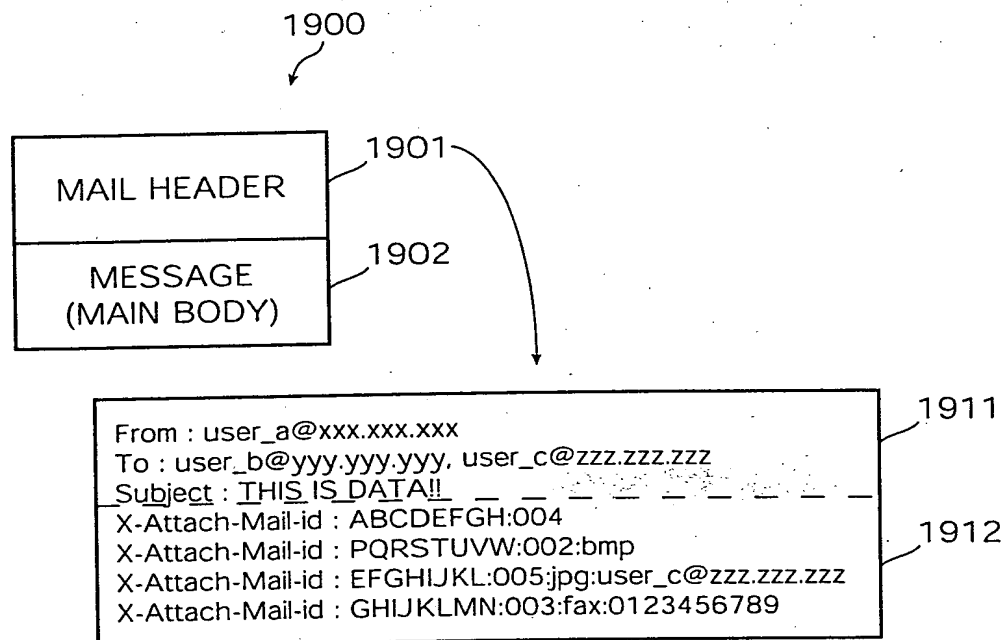 1900
MAIL HEADER
1901
MESSAGE
(MAIN BODY)
1902
From : user_a@xxx.xxx.xxx
To : user_b@yyy.yyy.yyy, user_c@zzz.zzz.zzz
Subject : THIS IS DATA!!
1911
X-Attach-Mail-id : ABCDEFGH:004
X-Attach-Mail-id : PQRSTUVW:002:bmp
X-Attach-Mail-id : EFGHIJKL:005:jpg:user_c@zzz.zzz.zzz
X-Attach-Mail-id : GHIJKLMN:003:fax:0123456789
1912